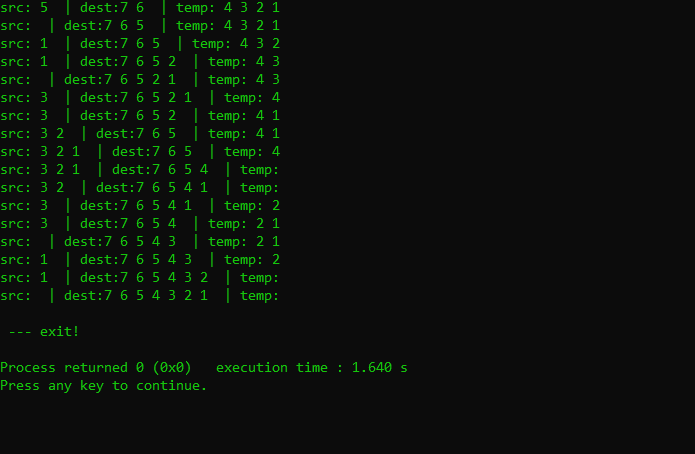 src: 5  | dest:7 6  | temp: 4 3 2 1
src:  | dest:7 6 5  | temp: 4 3 2 1
src: 1  | dest:7 6 5  | temp: 4 3 2
src: 1  | dest:7 6 5 2  | temp: 4 3
src:  | dest:7 6 5 2 1  | temp: 4 3
src: 3  | dest:7 6 5 2 1  | temp: 4
src: 3  | dest:7 6 5 2  | temp: 4 1
src: 3 2  | dest:7 6 5  | temp: 4 1
src: 3 2 1  | dest:7 6 5  | temp: 4
src: 3 2 1  | dest:7 6 5 4  | temp:
src: 3 2  | dest:7 6 5 4 1  | temp:
src: 3  | dest:7 6 5 4 1  | temp: 2
src: 3  | dest:7 6 5 4  | temp: 2 1
src:  | dest:7 6 5 4 3  | temp: 2 1
src: 1  | dest:7 6 5 4 3  | temp: 2
src: 1  | dest:7 6 5 4 3 2  | temp:
src:  | dest:7 6 5 4 3 2 1  | temp:
 --- exit!
Process returned 0 (0x0)   execution time : 1.640 s
Press any key to continue.